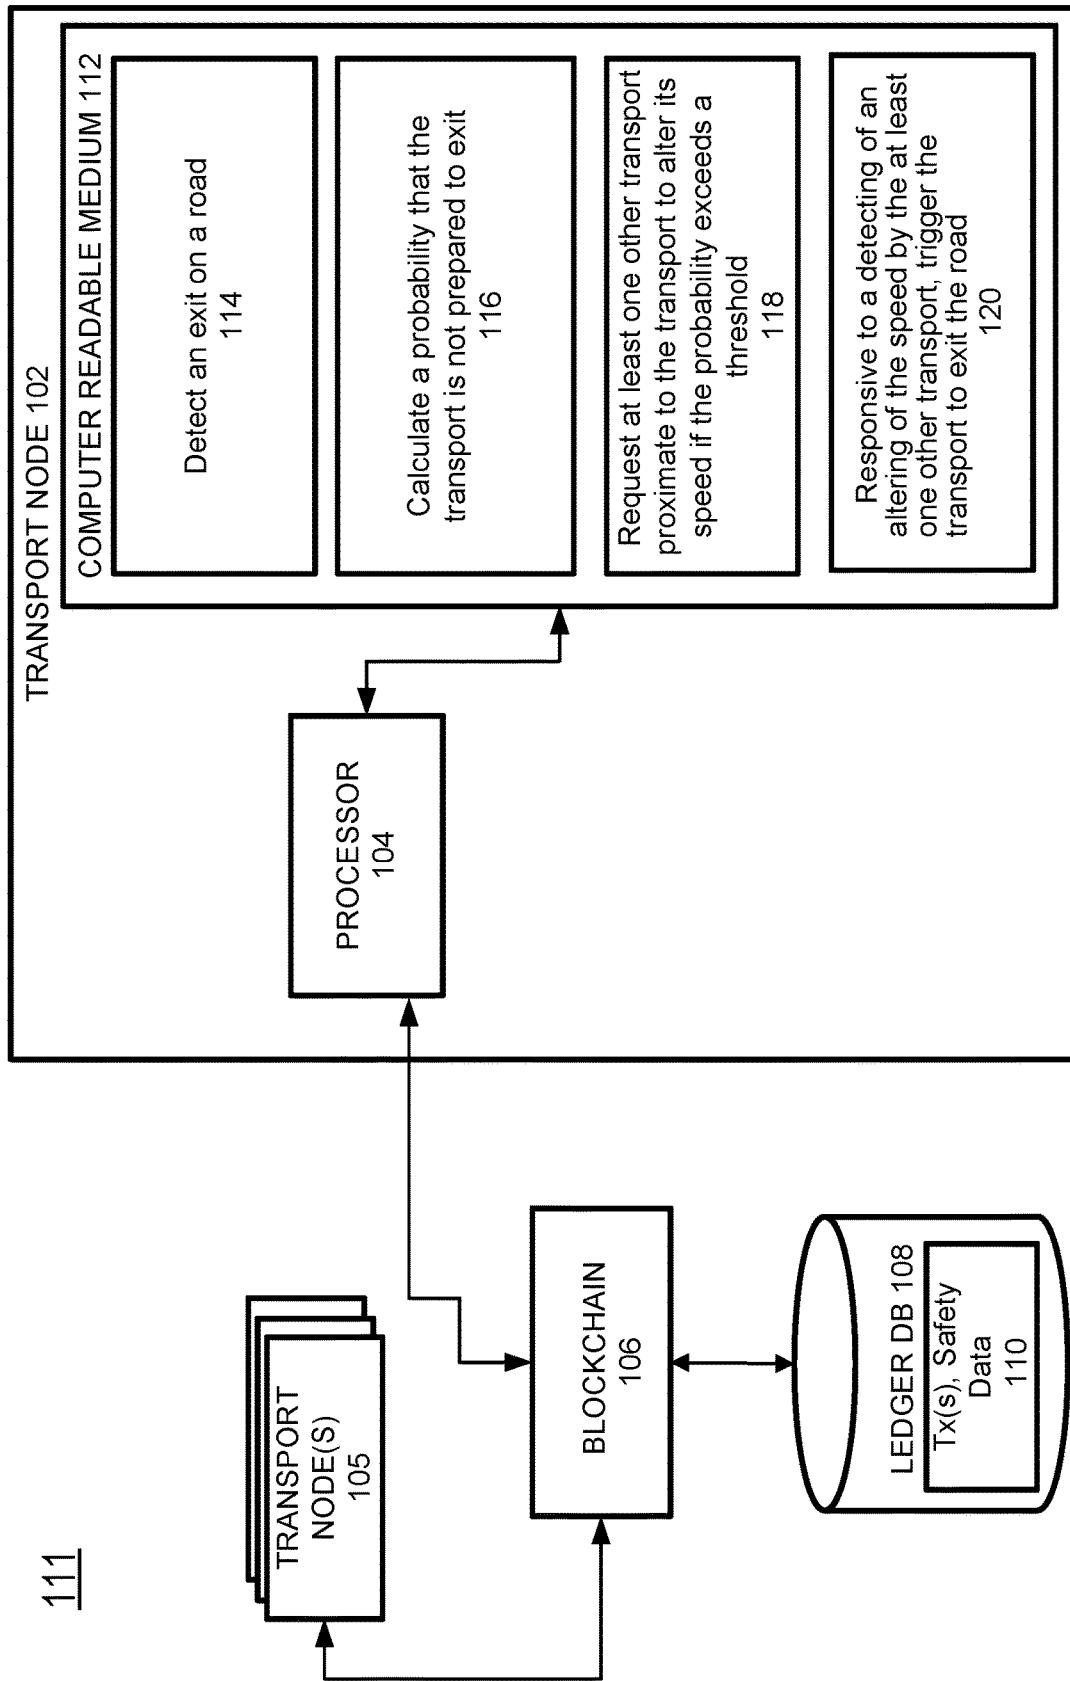 111
TRANSPORT NODE 102
COMPUTER READABLE MEDIUM 112
Detect an exit on a road
114
Calculate a probability that the
transport is not prepared to exit
116
Request at least one other transport
proximate to the transport to alter its
speed if the probability exceeds a
threshold
118
Responsive to a detecting of an
altering of the speed by the at least
one other transport, trigger the
transport to exit the road
120
PROCESSOR
104
TRANSPORT
NODE(S)
105
BLOCKCHAIN
106
LEDGER DB 108
Tx(s), Safety
Data
110